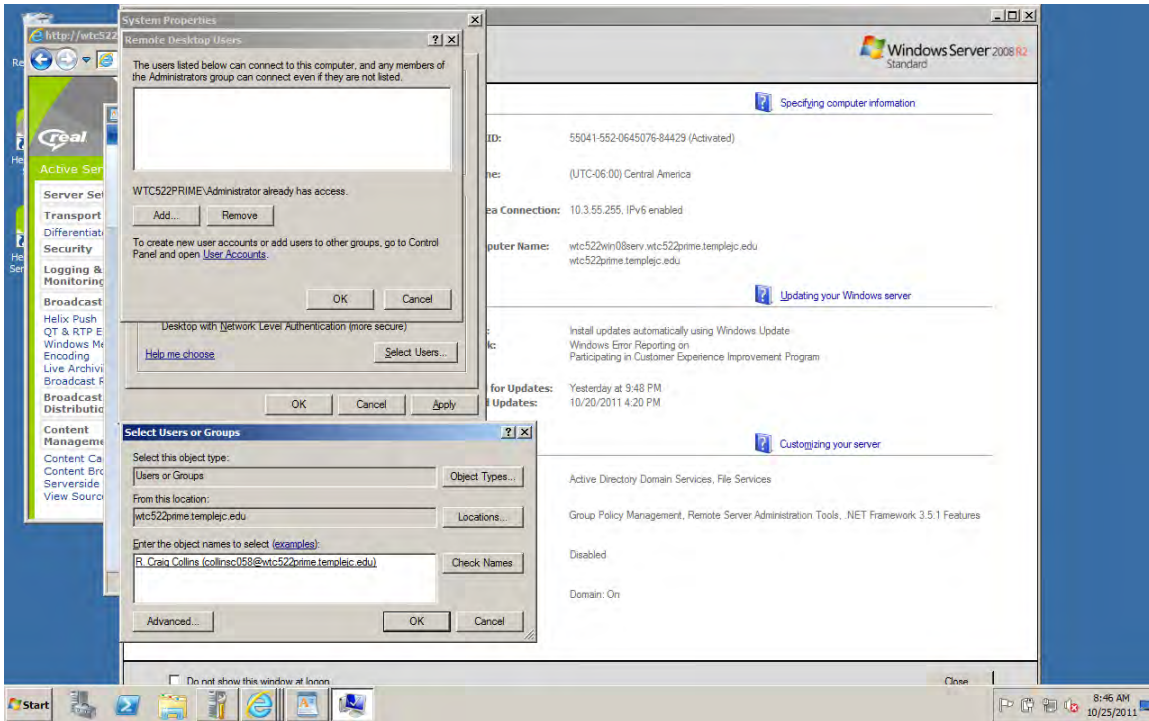 System Properties
Remote Desktop Users
The users listed below can connect to this computer, and any members of
the Administrators group can connect even if they are not listed.
WTC522PRIME\Administrator already has access.
Add...
Remove
To create new user accounts or add users to other groups, go to Control
Panel and open User Accounts.
OK
Cancel
Desktop with Network Level Authentication (more secure)
Help me choose
Select Users...
OK
Cancel
Apply
Select Users or Groups
Select this object type:
Users or Groups
Object Types...
From this location:
wtc522prime.templejc.edu
Locations...
Enter the object names to select (examples):
R. Craig Collins (collinsc058@wtc522prime.templejc.edu)
Check Names
Advanced...
OK
Cancel
http://wtc522
real
Active Ser
Server Set
Transport
Differentiat
Security
Logging &
Monitoring
Broadcast
Helix Push
QT & RTP E
Windows Me
Encoding
Live Archivi
Broadcast R
Broadcast
Distributio
Content
Manageme
Content Ca
Content Bro
Serverside
View Sourc
Windows Server 2008 R2
Standard
Specifying computer information
ID:
55041-552-0645076-84429 (Activated)
ne:
(UTC-06:00) Central America
ea Connection:
10.3.55.255, IPv6 enabled
puter Name:
wtc522win08serv.wtc522prime.templejc.edu
wtc522prime.templejc.edu
Updating your Windows server
Install updates automatically using Windows Update
k:
Windows Error Reporting on
Participating in Customer Experience Improvement Program
for Updates:
Yesterday at 9:48 PM
Updates:
10/20/2011 4:20 PM
Customizing your server
Active Directory Domain Services, File Services
Group Policy Management, Remote Server Administration Tools, .NET Framework 3.5.1 Features
Disabled
Domain: On
Do not show this window at logon
Close
Re
He
He
Ser
Start
8:46 AM
10/25/2011